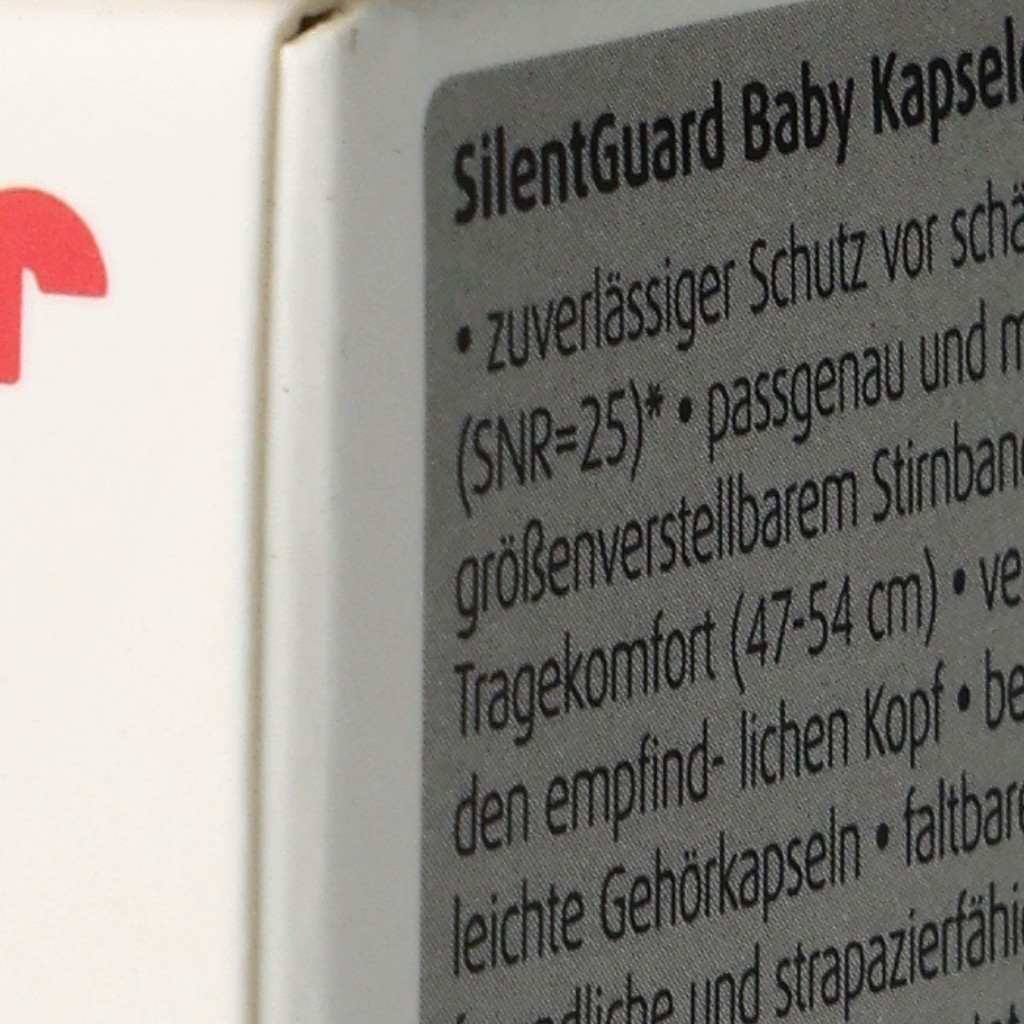 SilentGuard Baby
• zuverlässiger Schutz vor
(SNR=25)* • passgenau und
größenverstellbarem
Tragekomfort (47-54 cm) •
den empfind- lichen Kopf •
leichte Gehörkapseln •
und